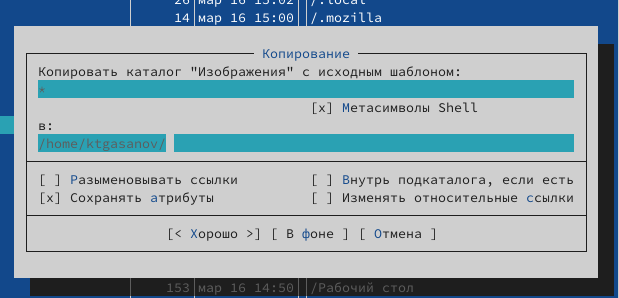 26 мар 16 15:02 /.local
14 мар 16 15:00 /.mozilla
Копирование
Копировать каталог "Изображения" с исходным шаблоном:
*
[x] Метасимволы Shell
в:
/home/ktgasanov/
[ ] Разыменовывать ссылки [ ] Внутрь подкаталога, если есть
[x] Сохранять атрибуты [ ] Изменять относительные ссылки
[< Хорошо >] [ В фоне ] [ Отмена ]
153 мар 16 14:50 /Рабочий стол